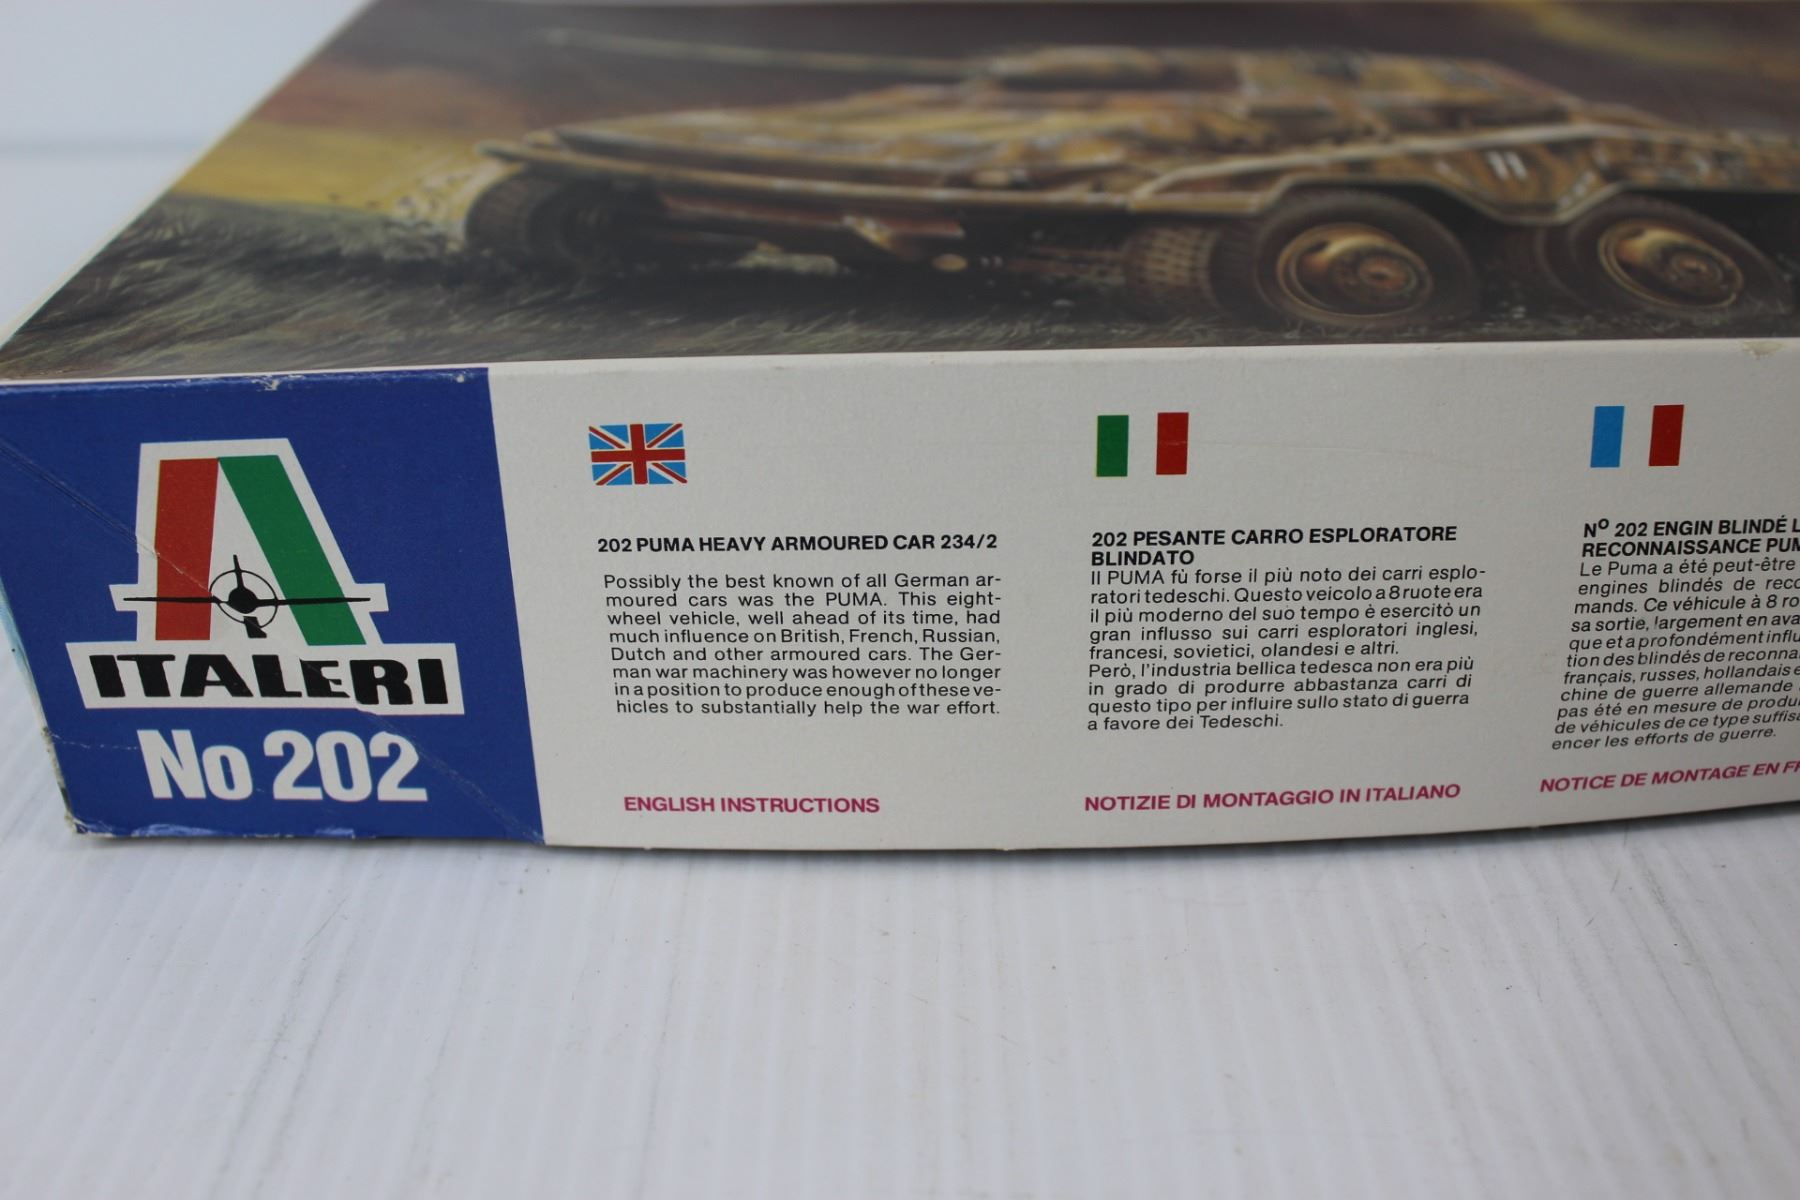 ITALERI
No 202
202 PUMA HEAVY ARMOURED CAR 234/2
Possibly the best known of all German ar-
moured cars was the PUMA. This eight-
wheel vehicle, well ahead of its time, had
much influence on British, French, Russian,
Dutch and other armoured cars. The Ger-
man war machinery was however no longer
in a position to produce enough of these ve-
hicles to substantially help the war effort.
ENGLISH INSTRUCTIONS
202 PESANTE CARRO ESPLORATORE
BLINDATO
Il PUMA fù forse il più noto dei carri esplo-
ratori tedeschi. Questo veicolo a 8 ruote era
il più moderno del suo tempo è esercitò un
gran influsso sui carri esploratori inglesi,
francesi, sovietici, olandesi e altri.
Però, l'industria bellica tedesca non era più
in grado di produrre abbastanza carri di
questo tipo per influire sullo stato di guerra
a favore dei Tedeschi.
NOTIZIE DI MONTAGGIO IN ITALIANO
Nº 202 ENGIN BLINDÉ
RECONNAISSANCE
Le Puma a été peut-être
engines blindés de
mands. Ce véhicule à 8
sa sortie, largement en
que et a profondément
tion des blindés de
français, russes, hollandais
chine de guerre allemande
pas été en mesure de
de véhicules de ce type
encer les efforts de guerre.
NOTICE DE MONTAGE EN
11